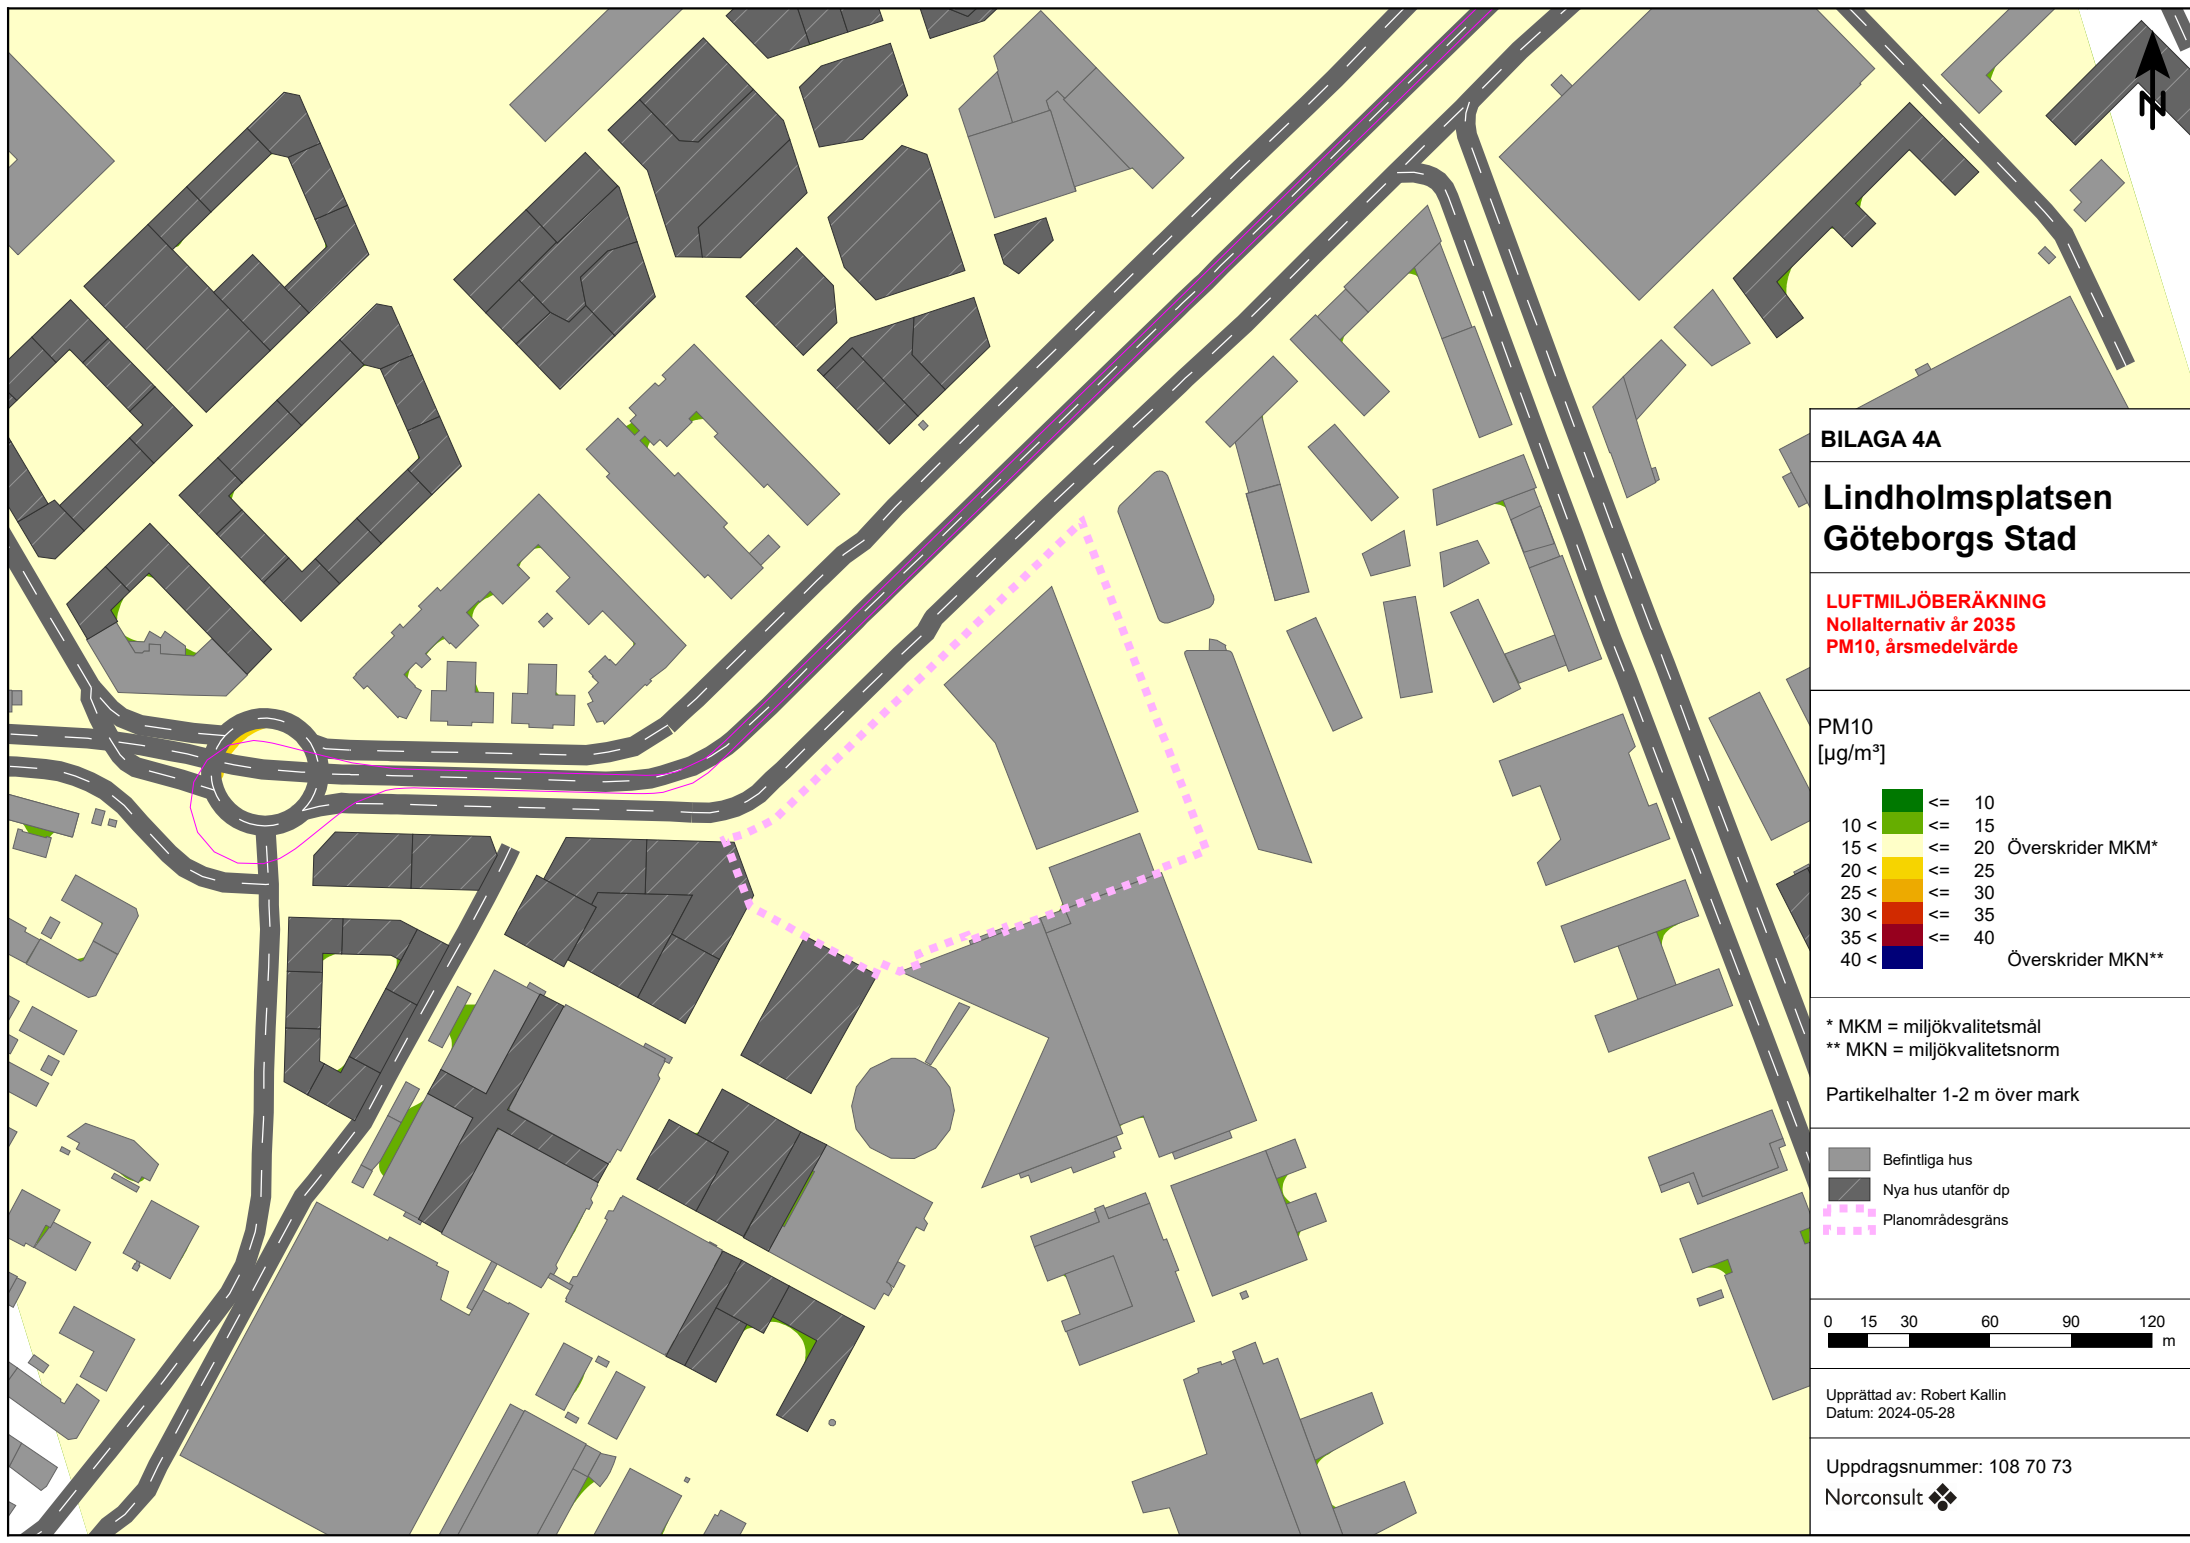 N
BILAGA 4A
Lindholmsplatsen
Göteborgs Stad
LUFTMILJÖBERÄKNING
Nollalternativ år 2035
PM10, årsmedelvärde
PM10
[µg/m³]
<= 10
10 < <= 15
15 < <= 20 Överskrider MKM*
20 < <= 25
25 < <= 30
30 < <= 35
35 < <= 40
40 < Överskrider MKN**
* MKM = miljökvalitetsmål
** MKN = miljökvalitetsnorm
Partikelhalter 1-2 m över mark
Befintliga hus
Nya hus utanför dp
Planområdesgräns
0 15 30 60 90 120
m
Upprättad av: Robert Kallin
Datum: 2024-05-28
Uppdragsnummer: 108 70 73
Norconsult